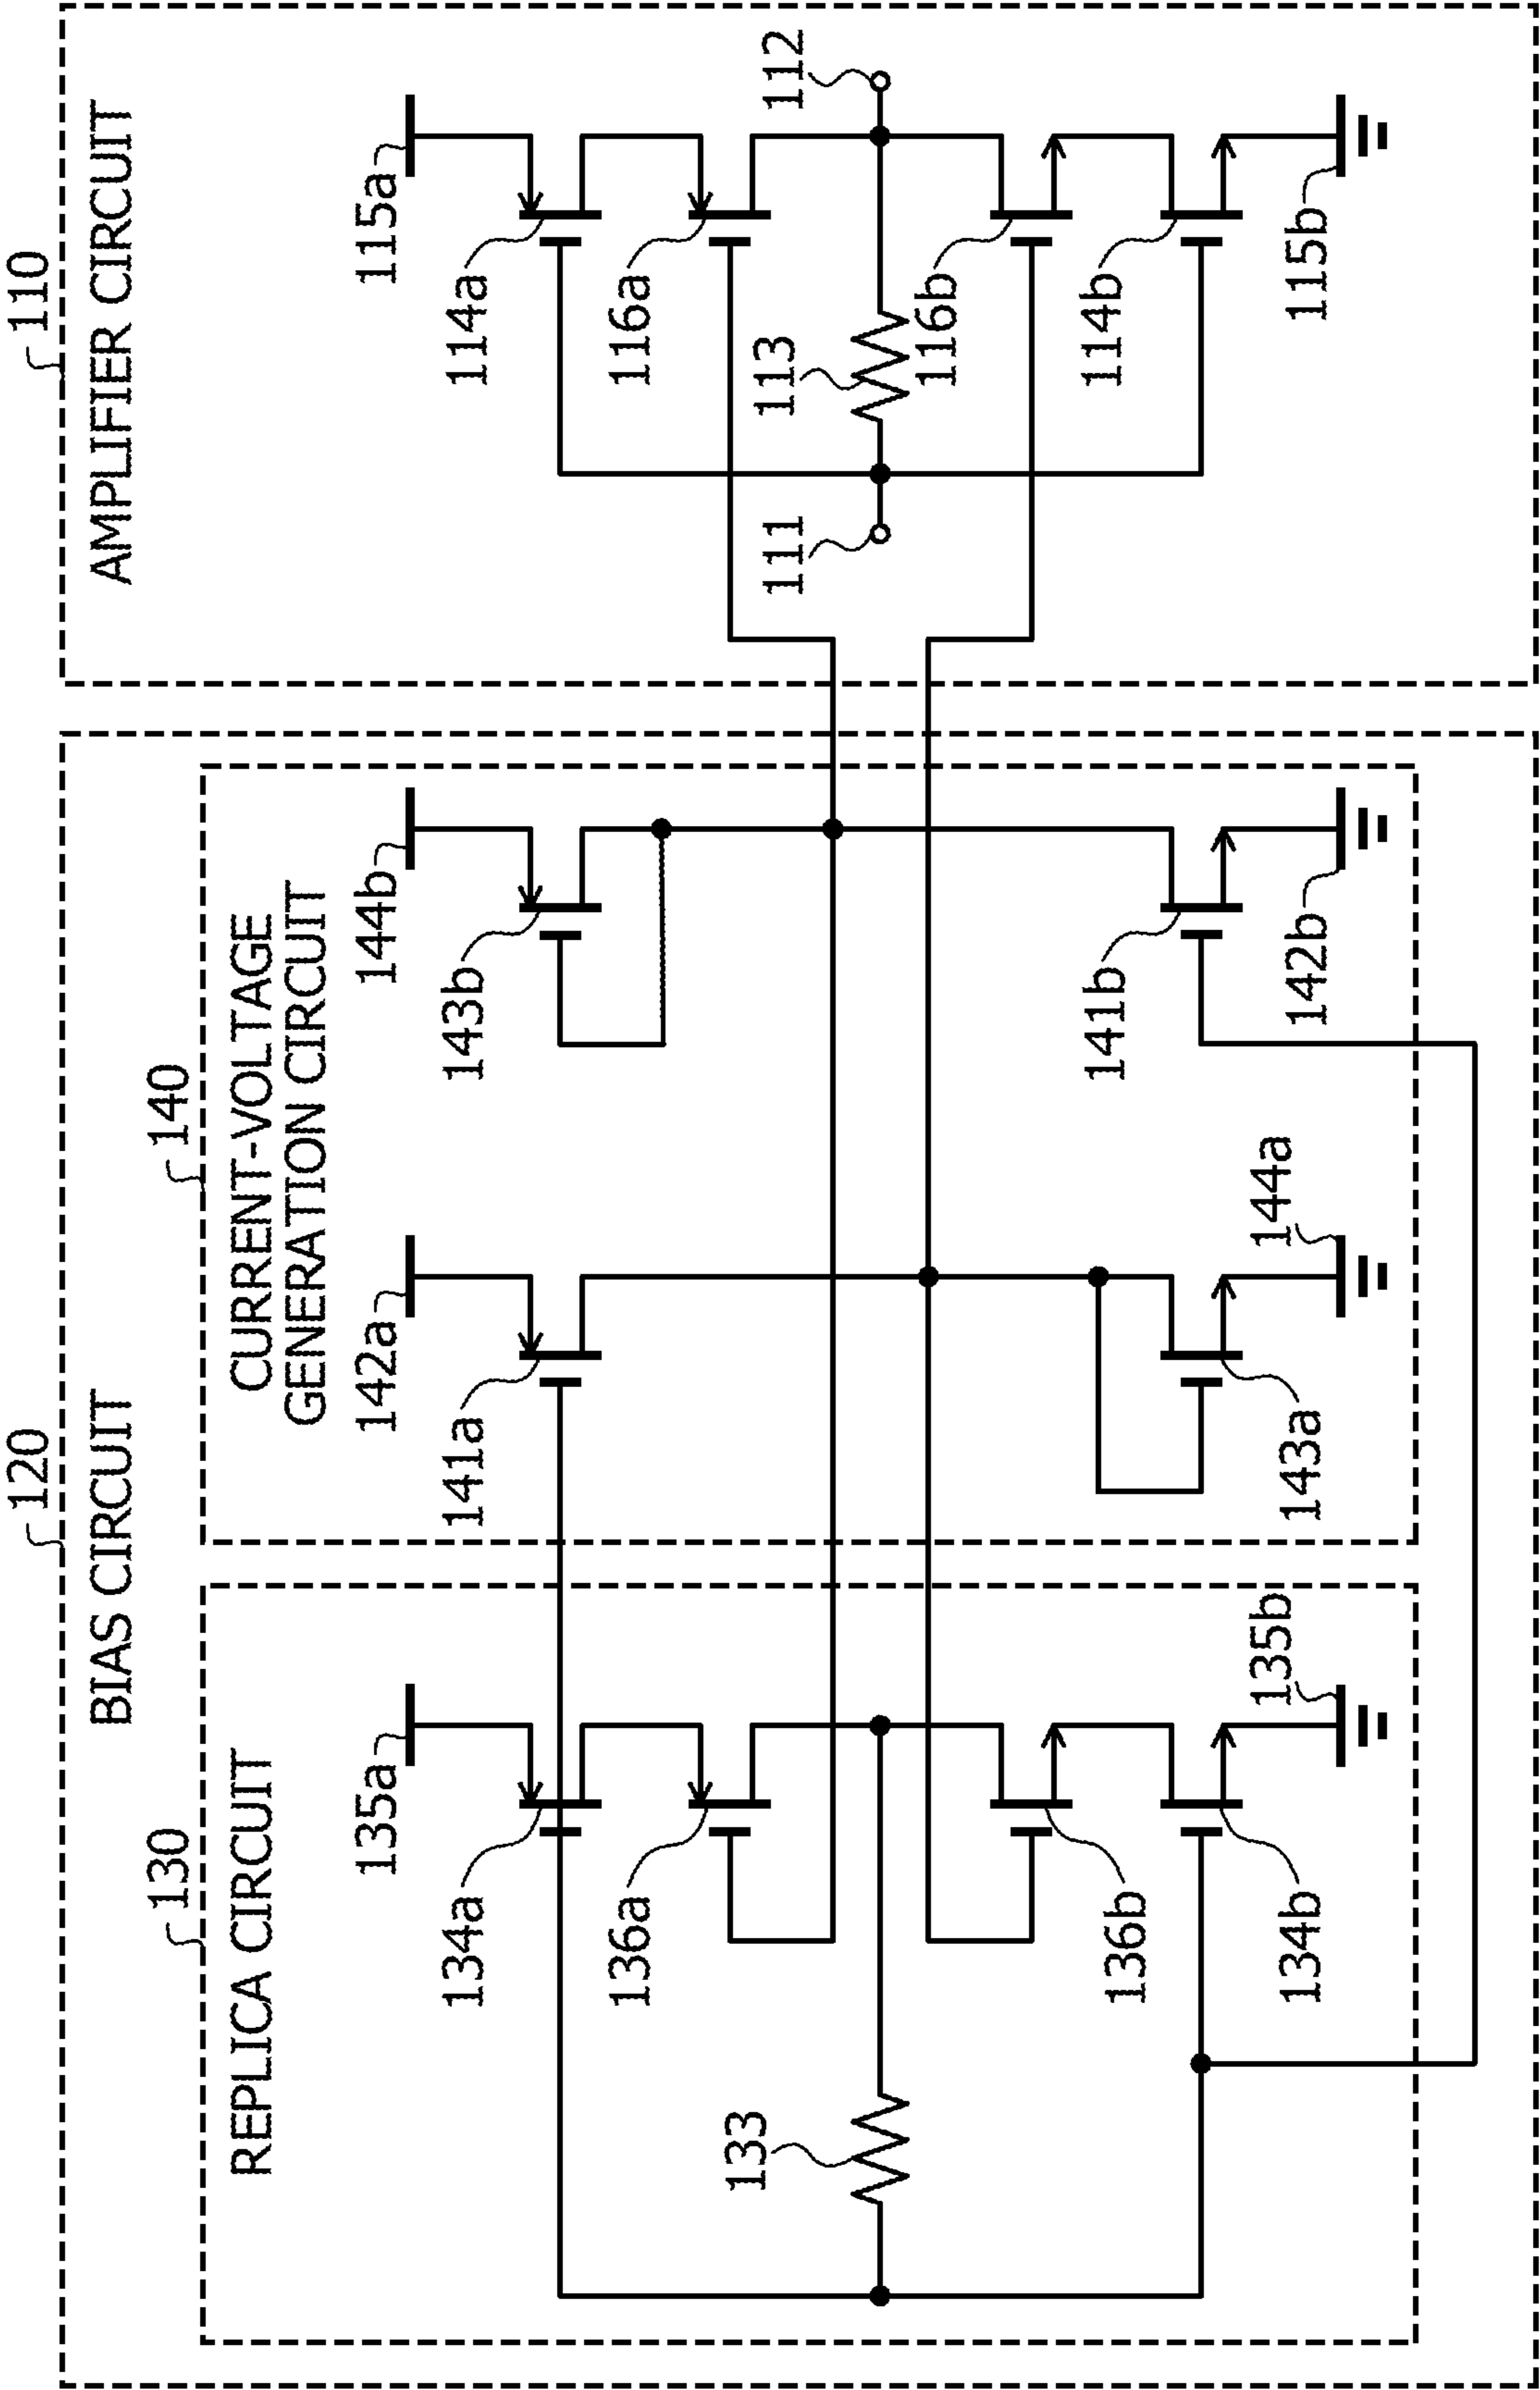 120
BIAS CIRCUIT
130
REPLICA CIRCUIT
135a
134a
136a
133
136b
134b
135b
140
CURRENT-VOLTAGE
GENERATION CIRCUIT
142a
141a
143a
144a
144b
143b
141b
142b
110
AMPLIFIER CIRCUIT
115a
114a
116a
112
113
111
116b
114b
115b